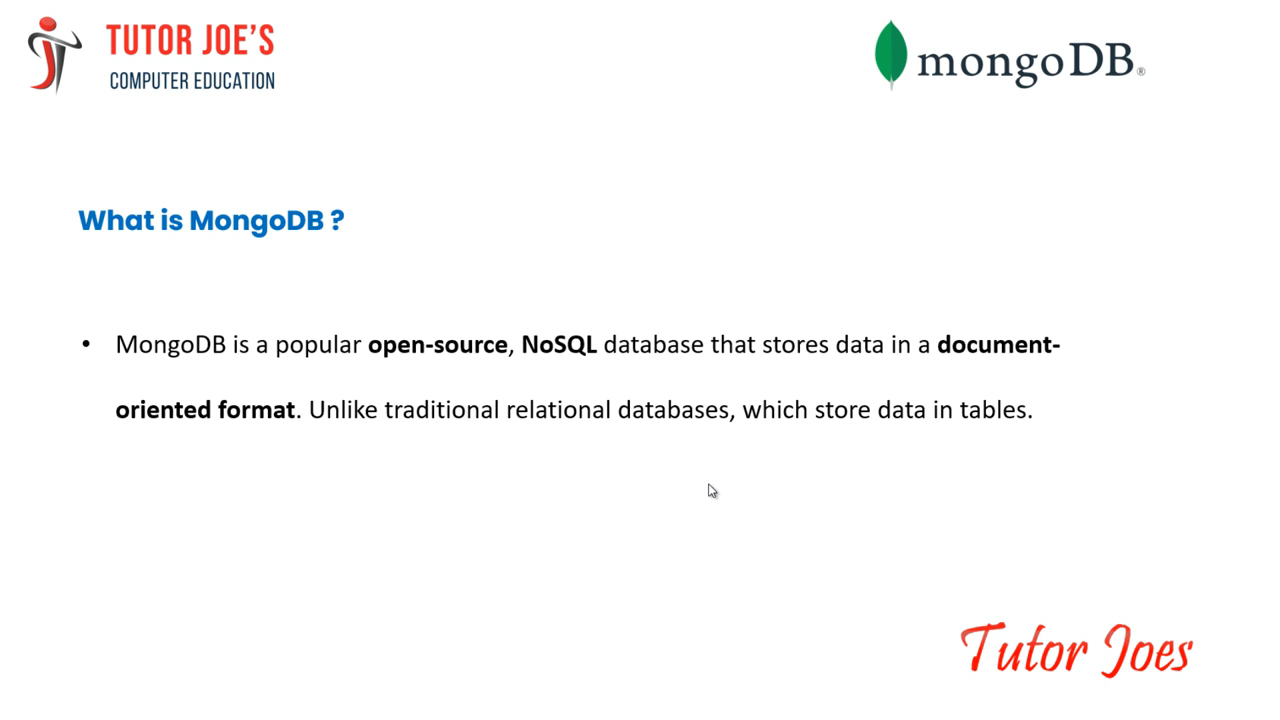 TUTOR JOE'S
COMPUTER EDUCATION
mongoDB®
What is MongoDB ?
• MongoDB is a popular open-source, NoSQL database that stores data in a document-
oriented format. Unlike traditional relational databases, which store data in tables.
Tutor Joes